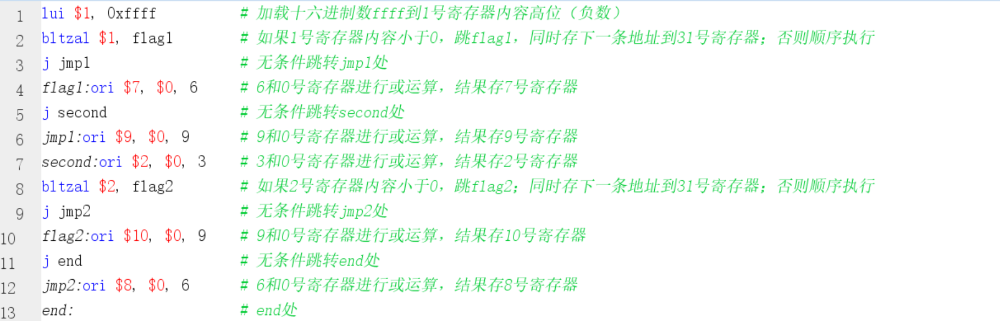 1 lui $1, 0xffff # 加载十六进制数ffff到1号寄存器内容高位（负数）
2 bltzal $1, flag1 # 如果1号寄存器内容小于0，跳flag1，同时存下一条地址到31号寄存器；否则顺序执行
3 j jmp1 # 无条件跳转jmp1处
4 flag1:ori $7, $0, 6 # 6和0号寄存器进行或运算，结果存7号寄存器
5 j second # 无条件跳转second处
6 jmp1:ori $9, $0, 9 # 9和0号寄存器进行或运算，结果存9号寄存器
7 second:ori $2, $0, 3 # 3和0号寄存器进行或运算，结果存2号寄存器
8 bltzal $2, flag2 # 如果2号寄存器内容小于0，跳flag2；同时存下一条地址到31号寄存器；否则顺序执行
9 j jmp2 # 无条件跳转jmp2处
10 flag2:ori $10, $0, 9 # 9和0号寄存器进行或运算，结果存10号寄存器
11 j end # 无条件跳转end处
12 jmp2:ori $8, $0, 6 # 6和0号寄存器进行或运算，结果存8号寄存器
13 end: # end处